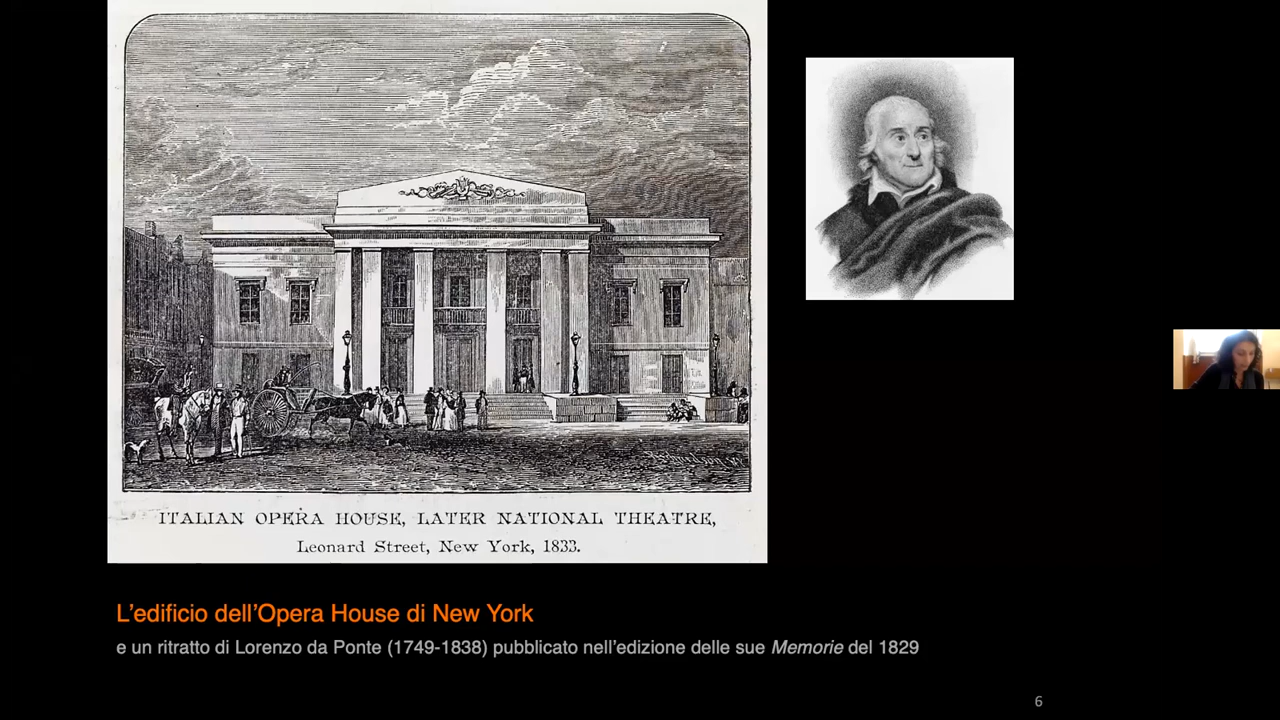 ITALIAN OPERA HOUSE, LATER NATIONAL THEATRE,
Leonard Street, New York, 1833.
L’edificio dell’Opera House di New York
e un ritratto di Lorenzo da Ponte (1749-1838) pubblicato nell’edizione delle sue Memorie del 1829
6